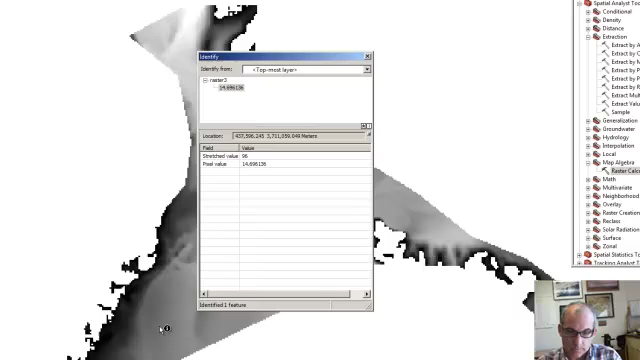 Identify
Identify from:
<Top-most layer>
raster3
14.696136
Location:
437,596.245 3,711,059.049 Meters
Field Value
Stretched value 96
Pixel value 14.696136
Identified 1 feature
Spatial Analyst To
Conditional
Density
Distance
Extraction
Extract by A
Extract by C
Extract by M
Extract by P
Extract by P
Extract by R
Extract Mult
Extract Valu
Sample
Generalization
Groundwater
Hydrology
Interpolation
Local
Map Algebra
Raster Calc
Math
Multivariate
Neighborhood
Overlay
Raster Creation
Reclass
Solar Radiation
Surface
Zonal
Spatial Statistics To
Tracking Analyst To